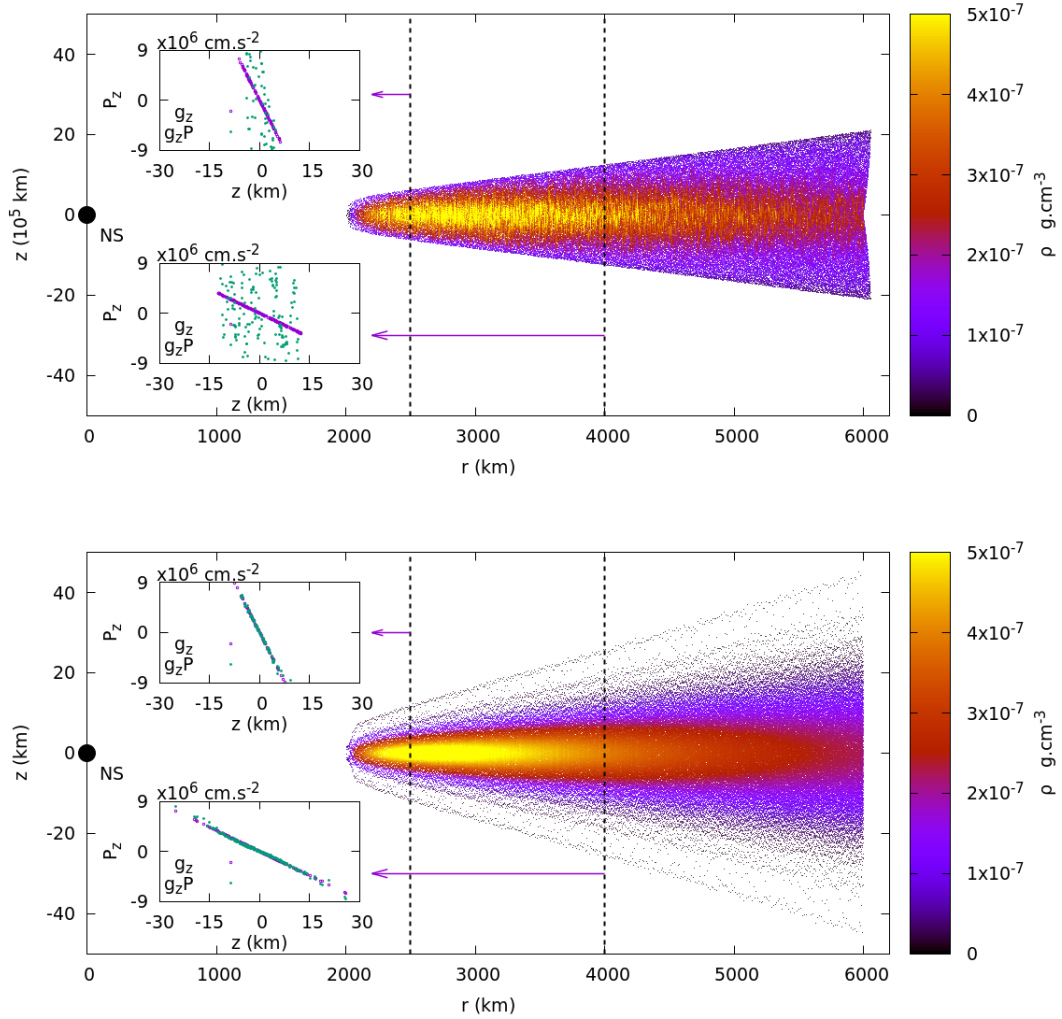 40
20
0
-20
-40
z (10⁵ km)
0
1000
2000
3000
4000
5000
6000
r (km)
NS
x10⁶ cm.s⁻²
9
0
-9
P_z
g_z
g_zP
-30
-15
0
15
30
z (km)
9
0
-9
P_z
g_z
g_zP
-30
-15
0
15
30
z (km)
5x10⁻⁷
4x10⁻⁷
3x10⁻⁷
2x10⁻⁷
1x10⁻⁷
0
ρ g.cm⁻³
40
20
0
-20
-40
z (km)
0
1000
2000
3000
4000
5000
6000
r (km)
NS
x10⁶ cm.s⁻²
9
0
-9
P_z
g_z
g_zP
-30
-15
0
15
30
z (km)
x10⁶ cm.s⁻²
9
0
-9
P_z
g_z
g_zP
-30
-15
0
15
30
z (km)
5x10⁻⁷
4x10⁻⁷
3x10⁻⁷
2x10⁻⁷
1x10⁻⁷
0
ρ g.cm⁻³